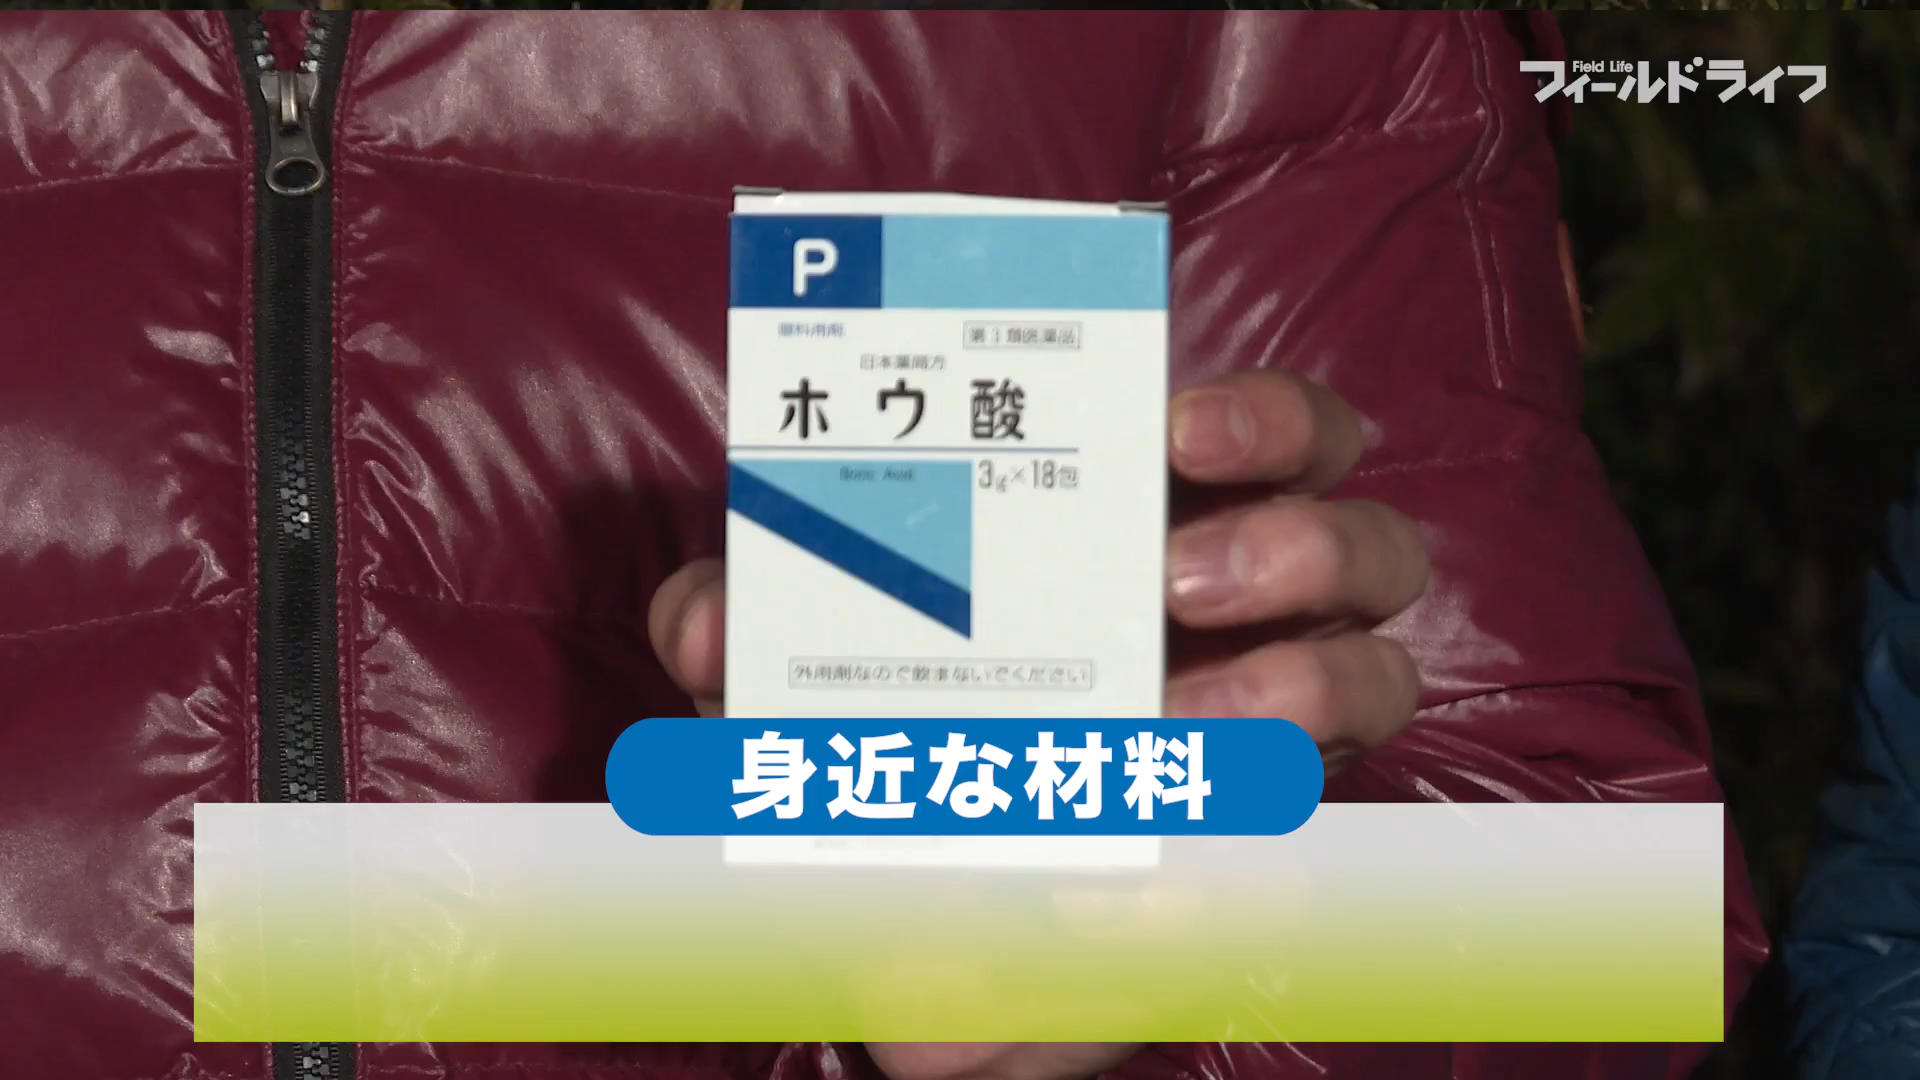 Field Life
フィールドライフ
P
眼科用剤
第3類医薬品
日本薬局方
ホウ酸
Boric Acid
3g×18包
外用剤なので飲まないでください
身近な材料